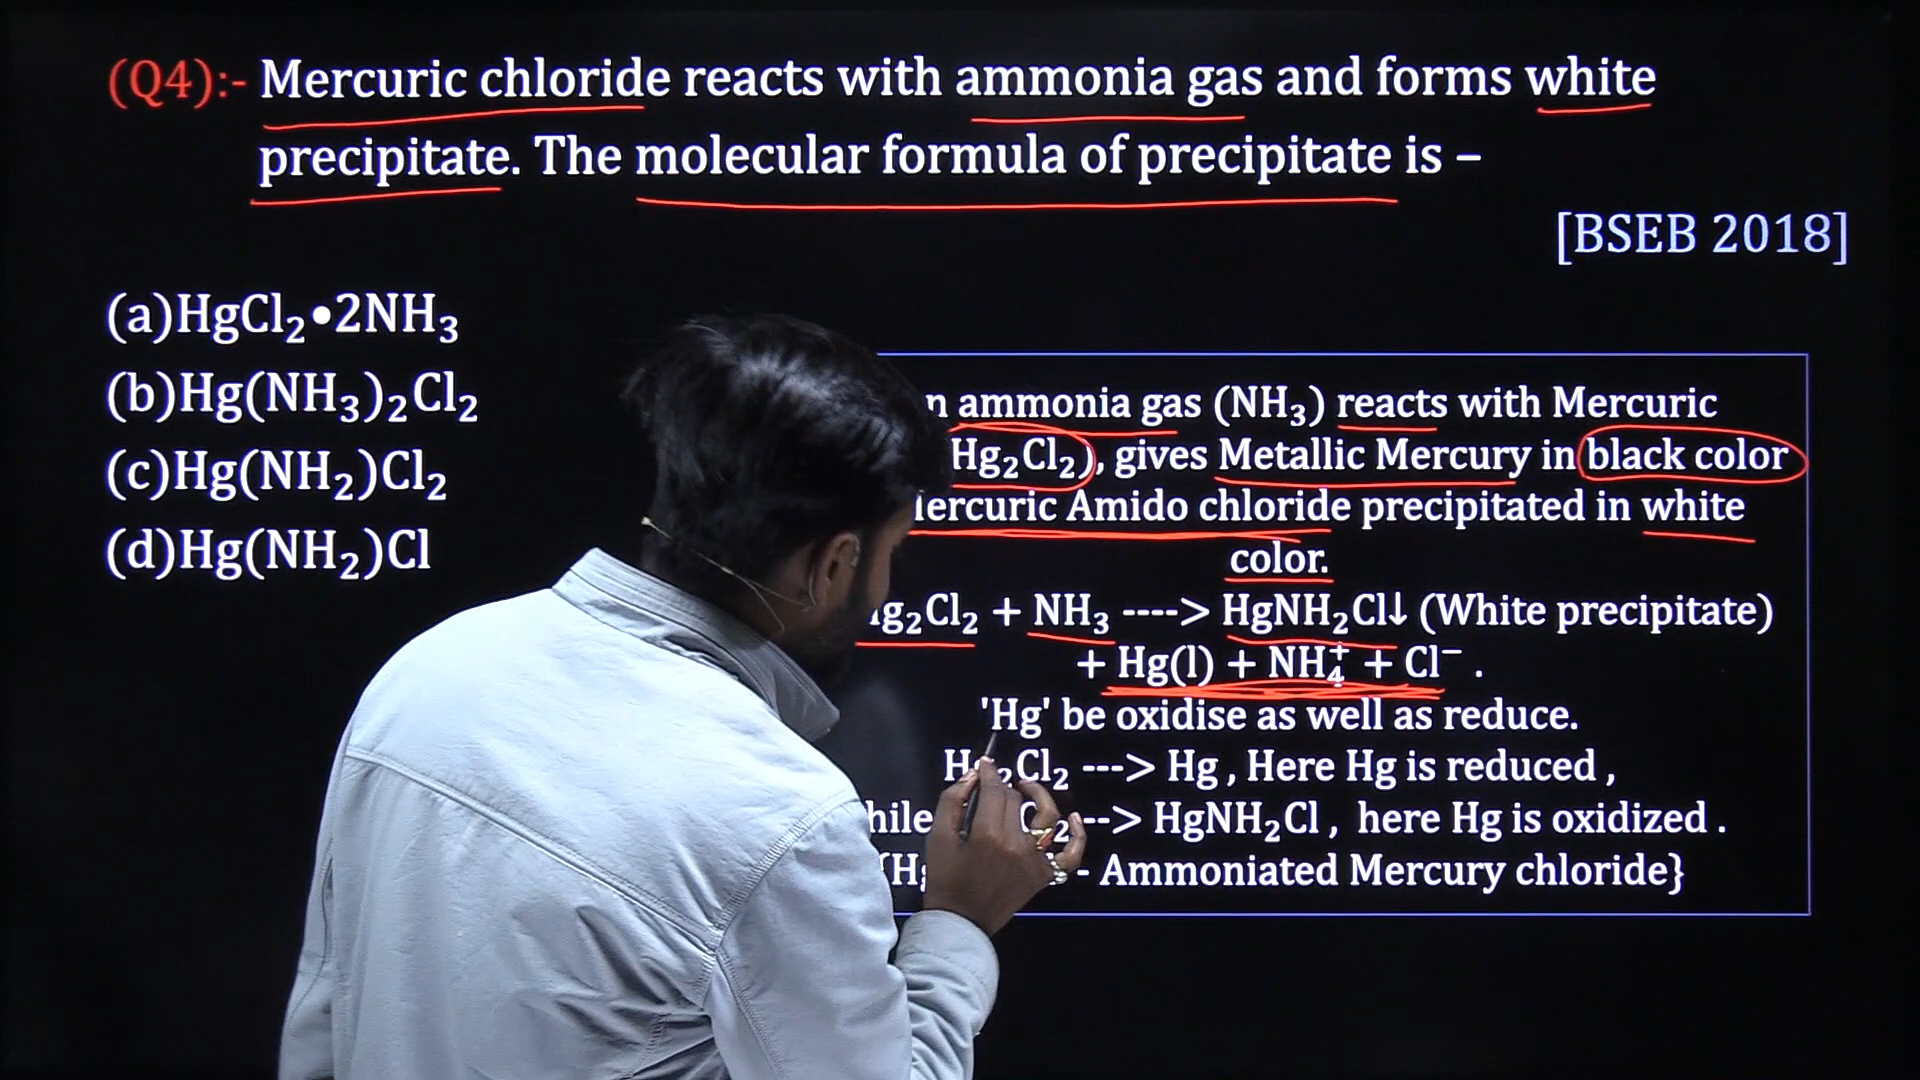 (Q4):- Mercuric chloride reacts with ammonia gas and forms white
precipitate. The molecular formula of precipitate is –
[BSEB 2018]
(a)HgCl₂•2NH₃
(b)Hg(NH₃)₂Cl₂
(c)Hg(NH₂)Cl₂
(d)Hg(NH₂)Cl
ammonia gas (NH₃) reacts with Mercuric
Hg₂Cl₂), gives Metallic Mercury in black color
Amido chloride precipitated in white
color.
+ NH₃ ----> HgNH₂Cl↓ (White precipitate)
+ Hg(l) + NH₄⁺ + Cl⁻ .
'Hg' be oxidise as well as reduce.
---> Hg , Here Hg is reduced ,
--> HgNH₂Cl , here Hg is oxidized .
- Ammoniated Mercury chloride}